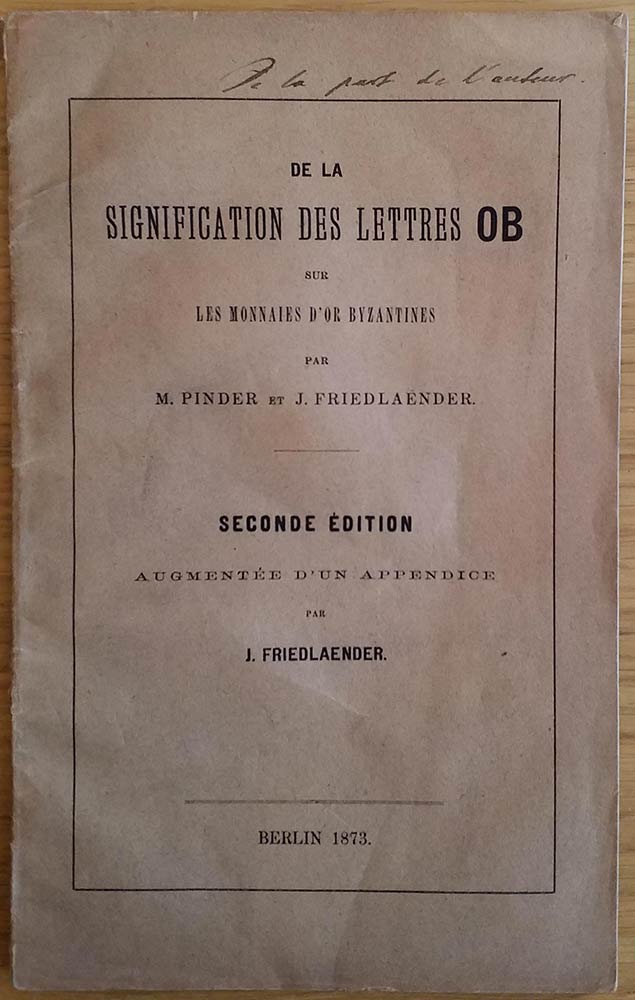 De la part de l'auteur.
DE LA
SIGNIFICATION DES LETTRES OB
SUR
LES MONNAIES D'OR BYZANTINES
PAR
M. PINDER ET J. FRIEDLAËNDER.
SECONDE ÉDITION
AUGMENTÉE D'UN APPENDICE
PAR
J. FRIEDLAENDER.
BERLIN 1873.